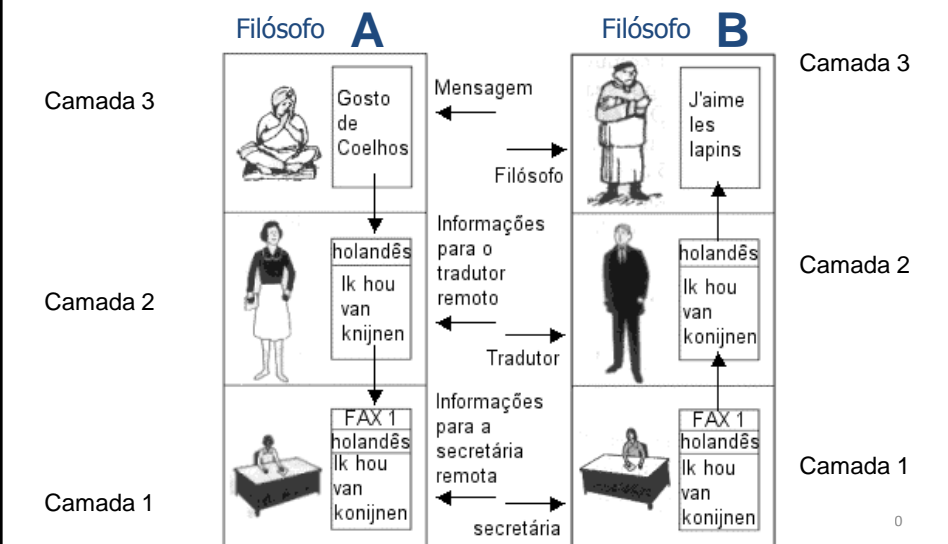 Filósofo A
Filósofo B
Camada 3
Camada 3
Gosto
de
Coelhos
Mensagem
Filósofo
J'aime
les
lapins
Camada 2
Camada 2
holandês
Ik hou
van
knijnen
Informações
para o
tradutor
remoto
Tradutor
holandês
Ik hou
van
konijnen
Camada 1
Camada 1
FAX 1
holandês
Ik hou
van
konijnen
Informações
para a
secretária
remota
secretária
FAX 1
holandês
Ik hou
van
konijnen
0